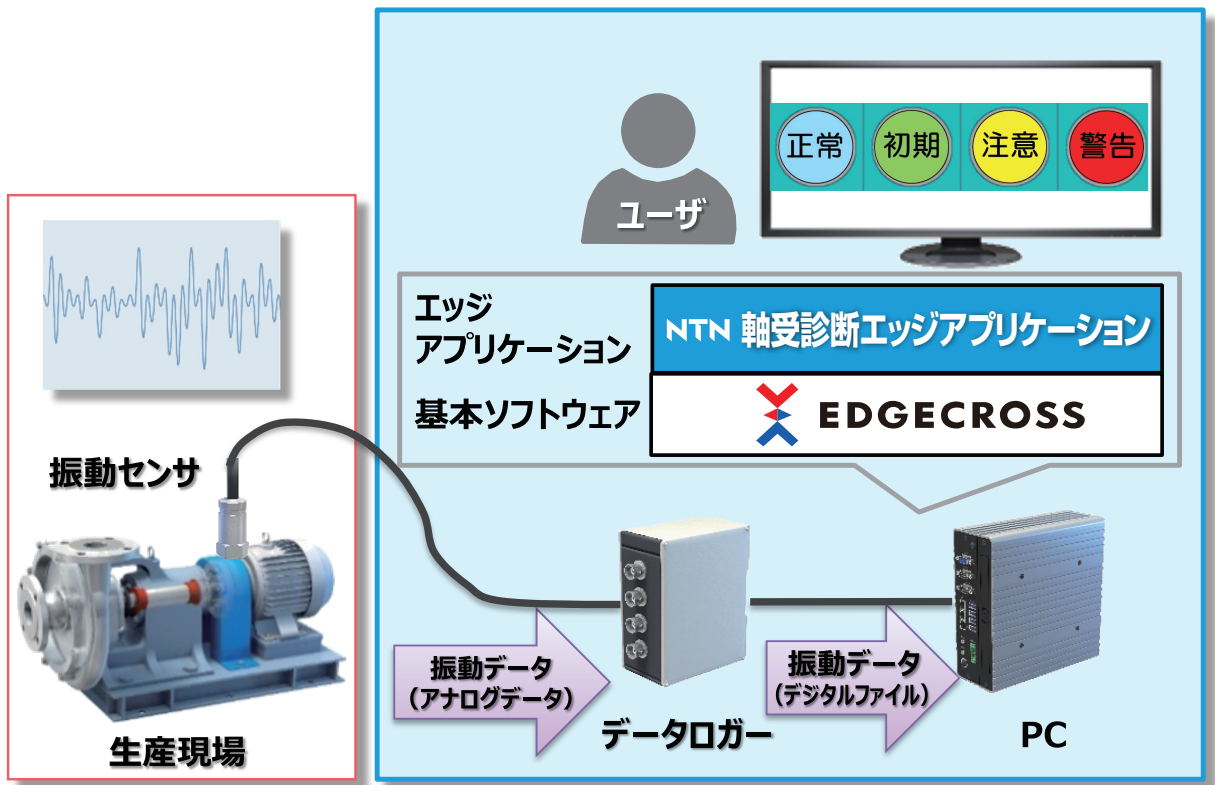 正常
初期
注意
警告
ユーザ
エッジ
アプリケーション
NTN 軸受診断エッジアプリケーション
基本ソフトウェア
EDGECROSS
振動センサ
振動データ
(アナログデータ)
振動データ
(デジタルファイル)
データロガー
PC
生産現場